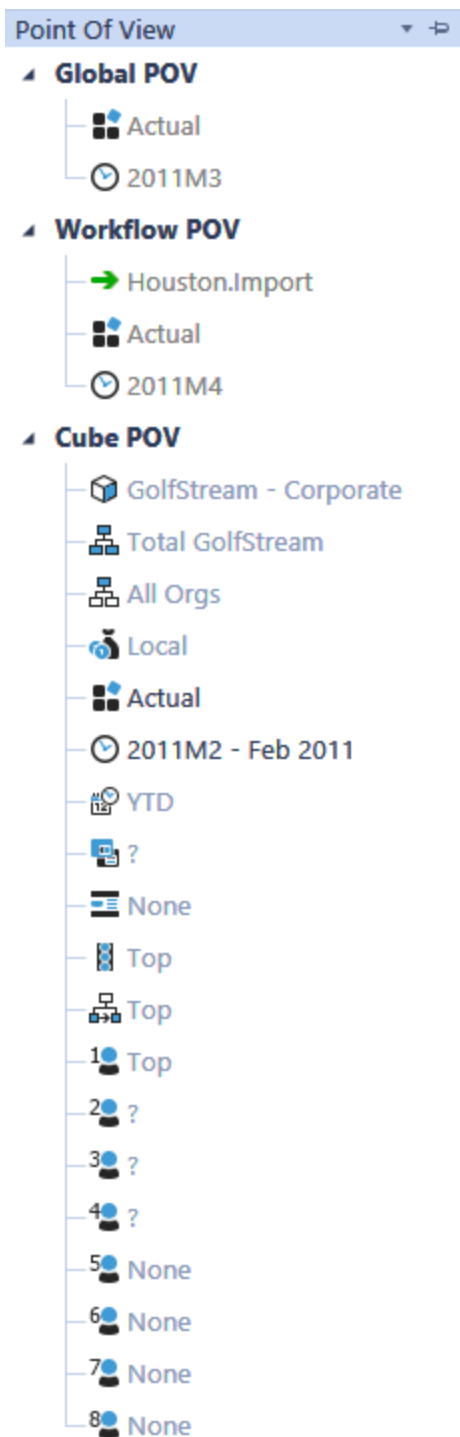 Point Of View
Global POV
Actual
2011M3
Workflow POV
Houston.Import
Actual
2011M4
Cube POV
GolfStream - Corporate
Total GolfStream
All Orgs
Local
Actual
2011M2 - Feb 2011
YTD
?
None
Top
Top
1 Top
2 ?
3 ?
4 ?
5 None
6 None
7 None
8 None